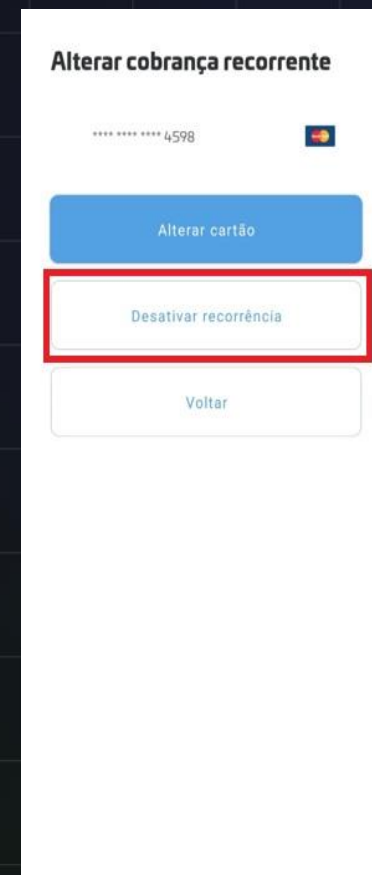 Alterar cobrança recorrente
**** **** **** 4598
Alterar cartão
Desativar recorrência
Voltar